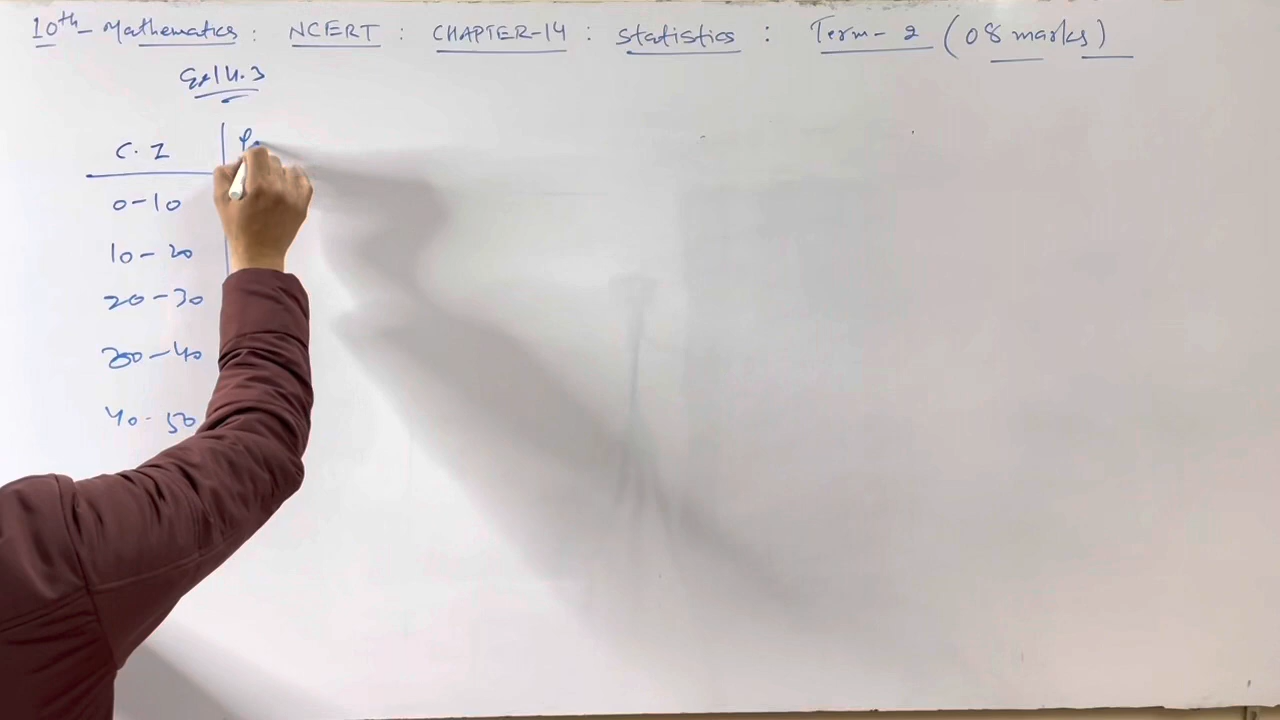 10th Mathematics : NCERT : CHAPTER-14 : Statistics : Term-2 (08 marks)
Ex 14.3
C.I
0-10
10-20
20-30
30-40
40-50